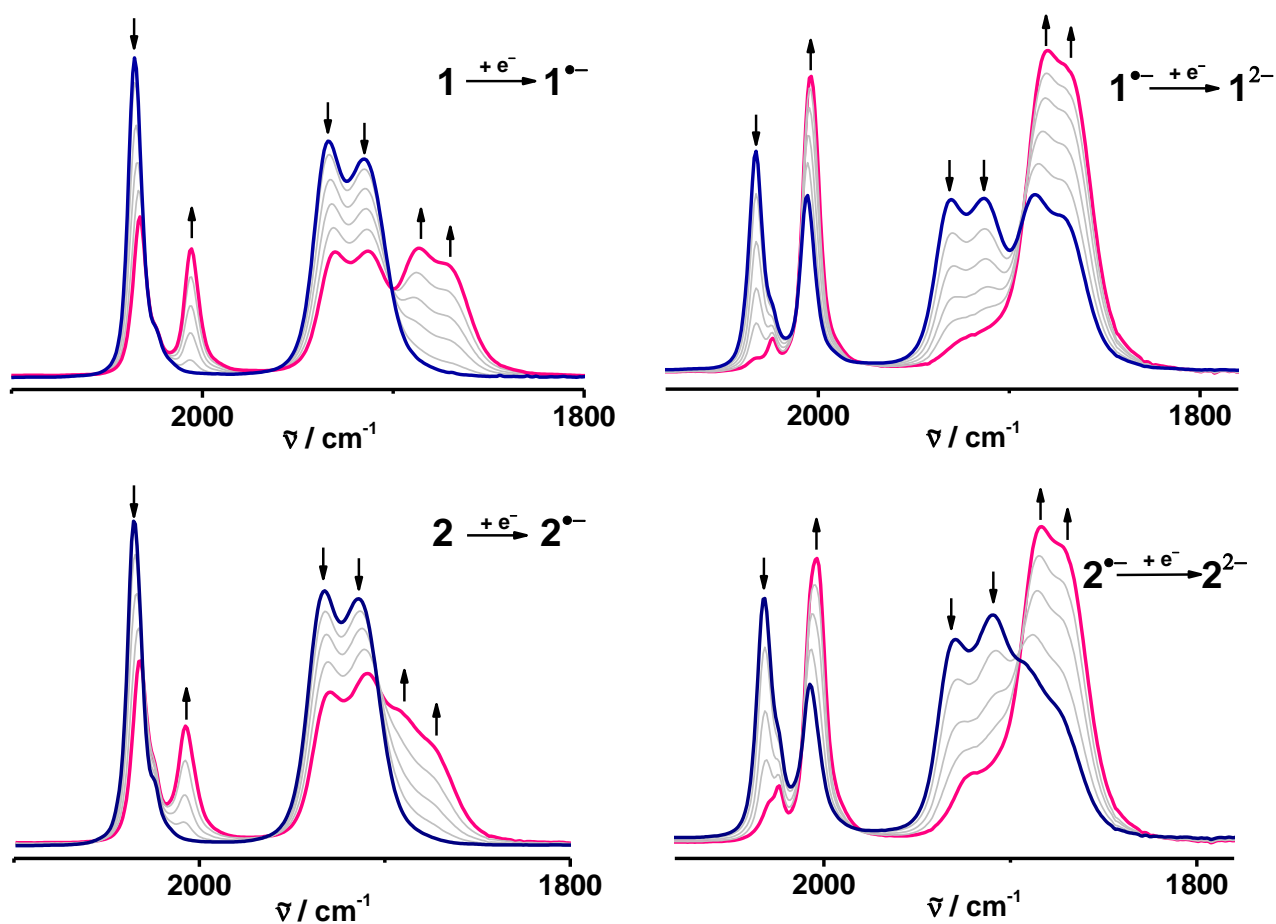 1 + e⁻ → 1•⁻
2000 1800
ṽ / cm⁻¹
1•⁻ + e⁻ → 1²⁻
2000 1800
ṽ / cm⁻¹
2 + e⁻ → 2•⁻
2000 1800
ṽ / cm⁻¹
2•⁻ + e⁻ → 2²⁻
2000 1800
ṽ / cm⁻¹